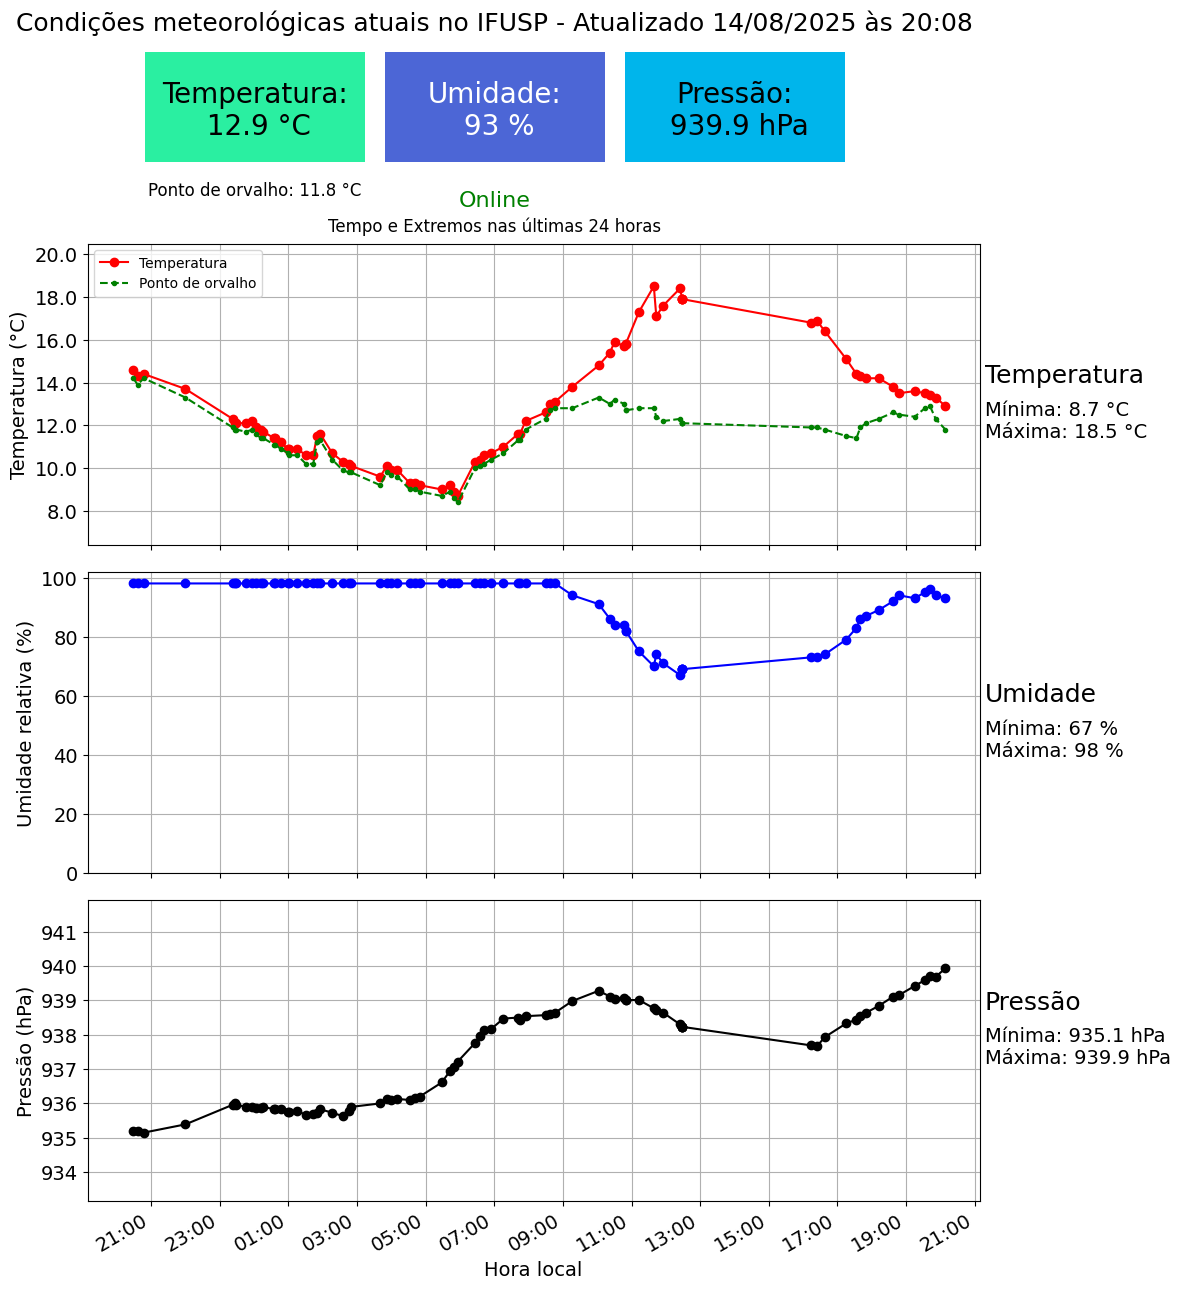 Condições meteorológicas atuais no IFUSP - Atualizado 14/08/2025 às 20:08
Temperatura:
12.9 °C
Umidade:
93 %
Pressão:
939.9 hPa
Ponto de orvalho: 11.8 °C
Online
Tempo e Extremos nas últimas 24 horas
Temperatura
Ponto de orvalho
Temperatura (°C)
20.0
18.0
16.0
14.0
12.0
10.0
8.0
Temperatura
Mínima: 8.7 °C
Máxima: 18.5 °C
Umidade relativa (%)
100
80
60
40
20
0
Umidade
Mínima: 67 %
Máxima: 98 %
Pressão (hPa)
941
940
939
938
937
936
935
934
Pressão
Mínima: 935.1 hPa
Máxima: 939.9 hPa
21:00 23:00 01:00 03:00 05:00 07:00 09:00 11:00 13:00 15:00 17:00 19:00 21:00
Hora local